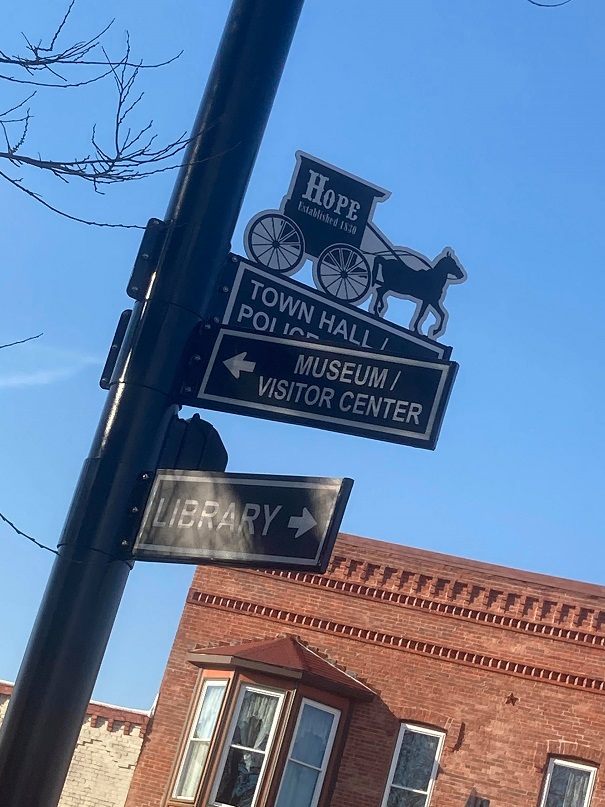 HOPE
Established 1830
TOWN HALL /
MUSEUM /
VISITOR CENTER
LIBRARY